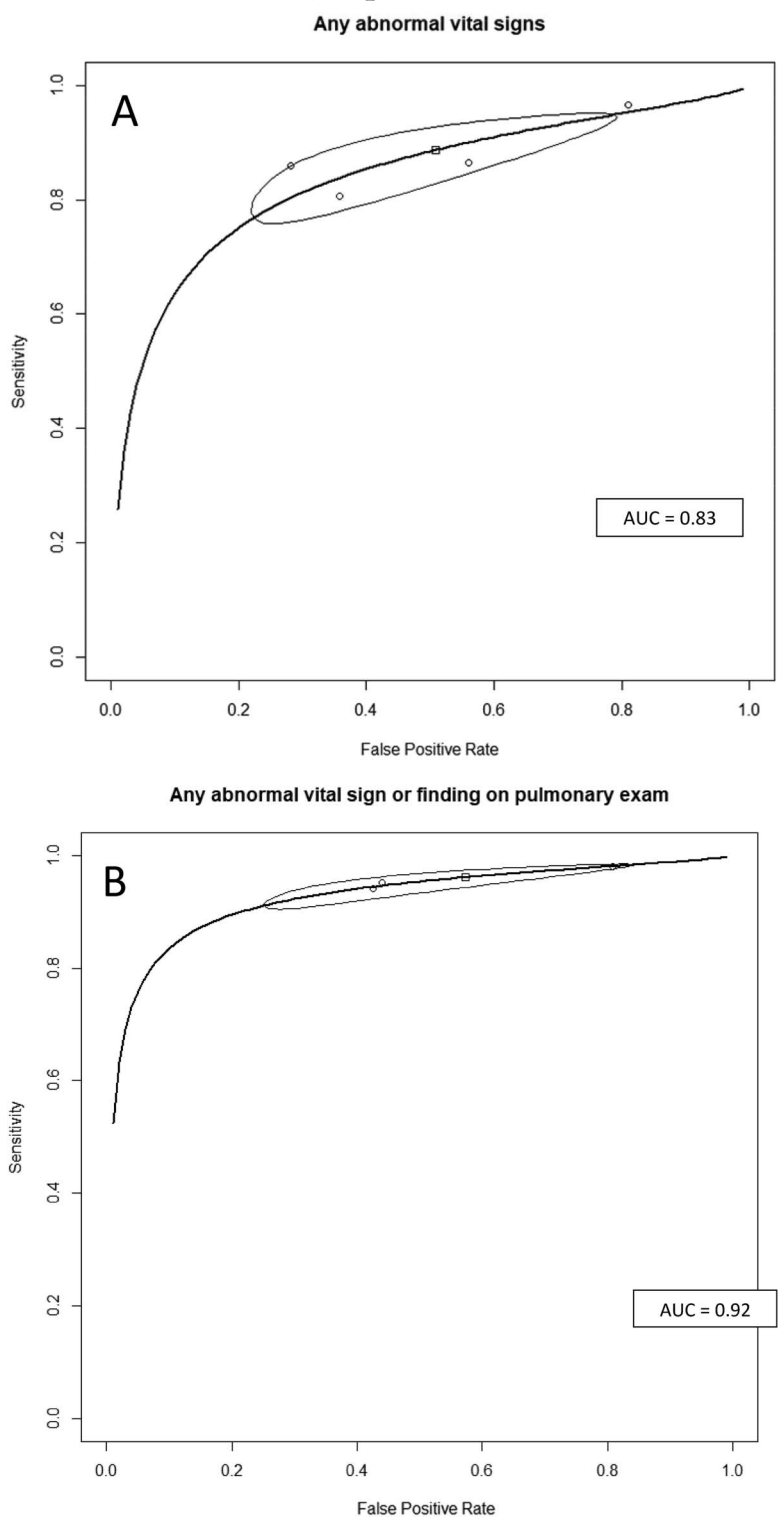 Any abnormal vital signs
A
1.0
0.8
0.6
0.4
0.2
0.0
Sensitivity
AUC = 0.83
0.0 0.2 0.4 0.6 0.8 1.0
False Positive Rate
Any abnormal vital sign or finding on pulmonary exam
B
1.0
0.8
0.6
0.4
0.2
0.0
Sensitivity
AUC = 0.92
0.0 0.2 0.4 0.6 0.8 1.0
False Positive Rate